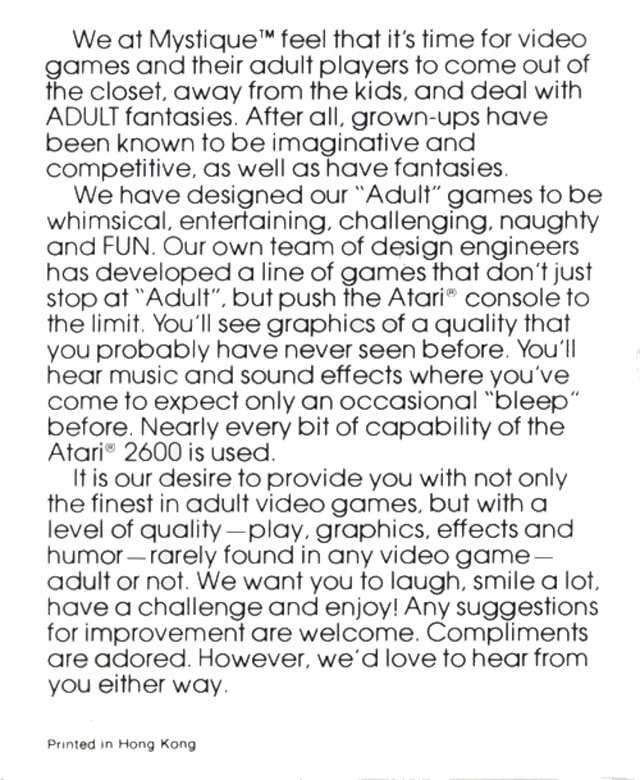 We at Mystique™ feel that it's time for video
games and their adult players to come out of
the closet, away from the kids, and deal with
ADULT fantasies. After all, grown-ups have
been known to be imaginative and
competitive, as well as have fantasies.
We have designed our "Adult" games to be
whimsical, entertaining, challenging, naughty
and FUN. Our own team of design engineers
has developed a line of games that don't just
stop at "Adult", but push the Atari® console to
the limit. You'll see graphics of a quality that
you probably have never seen before. You'll
hear music and sound effects where you've
come to expect only an occasional "bleep"
before. Nearly every bit of capability of the
Atari® 2600 is used.
It is our desire to provide you with not only
the finest in adult video games, but with a
level of quality—play, graphics, effects and
humor—rarely found in any video game—
adult or not. We want you to laugh, smile a lot,
have a challenge and enjoy! Any suggestions
for improvement are welcome. Compliments
are adored. However, we'd love to hear from
you either way.
Printed in Hong Kong